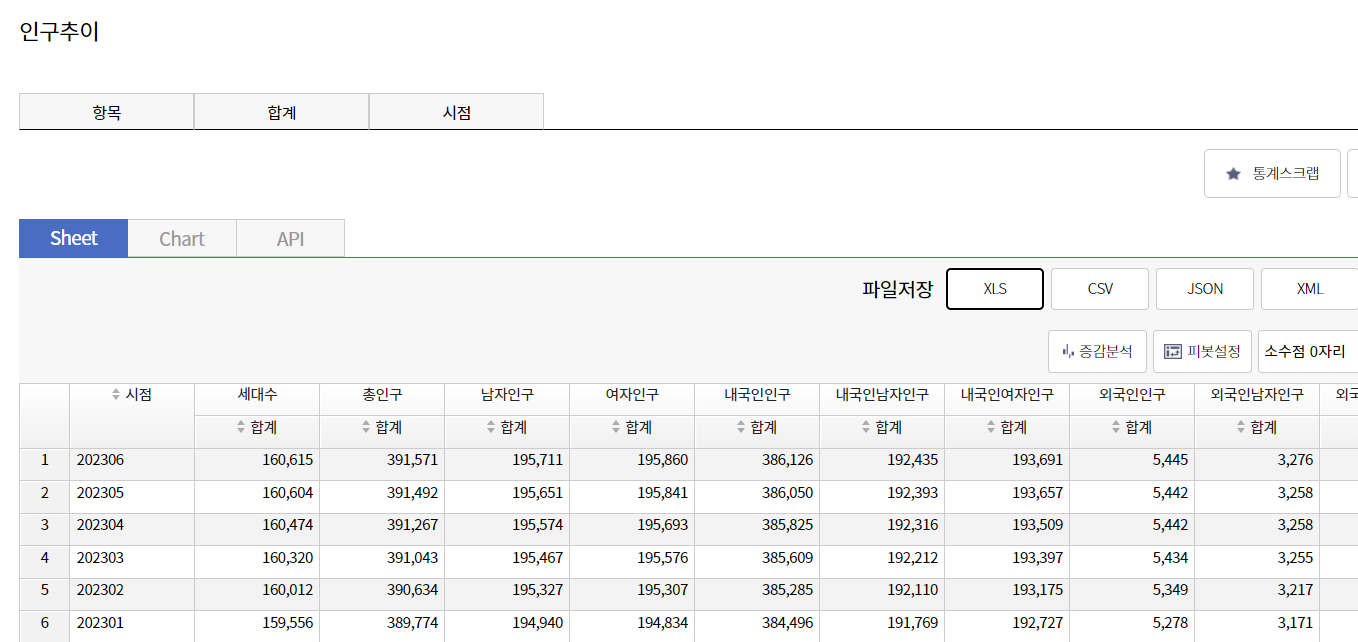 인구추이
항목 합계 시점
통계스크랩
Sheet Chart API
파일저장 XLS CSV JSON XML
증감분석 피봇설정 소수점 0자리
시점 세대수 총인구 남자인구 여자인구 내국인인구 내국인남자인구 내국인여자인구 외국인인구 외국인남자인구 외국
합계 합계 합계 합계 합계 합계 합계 합계 합계
1 202306 160,615 391,571 195,711 195,860 386,126 192,435 193,691 5,445 3,276
2 202305 160,604 391,492 195,651 195,841 386,050 192,393 193,657 5,442 3,258
3 202304 160,474 391,267 195,574 195,693 385,825 192,316 193,509 5,442 3,258
4 202303 160,320 391,043 195,467 195,576 385,609 192,212 193,397 5,434 3,255
5 202302 160,012 390,634 195,327 195,307 385,285 192,110 193,175 5,349 3,217
6 202301 159,556 389,774 194,940 194,834 384,496 191,769 192,727 5,278 3,171